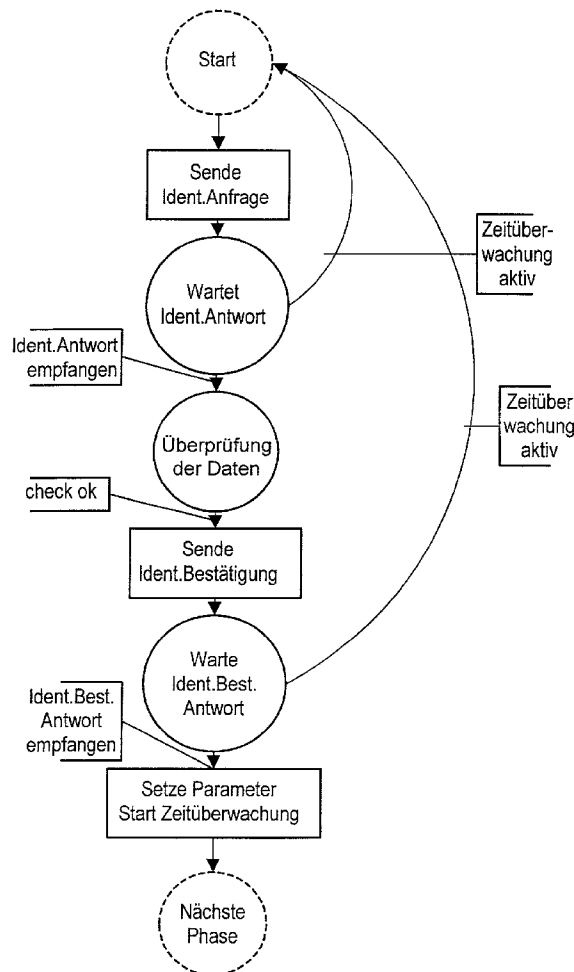 Start
Sende
Ident.Anfrage
Zeitüber-
wachung
aktiv
Wartet
Ident.Antwort
Ident.Antwort
empfangen
Zeitüber
wachung
aktiv
Überprüfung
der Daten
check ok
Sende
Ident.Bestätigung
Warte
Ident.Best.
Antwort
Ident.Best.
Antwort
empfangen
Setze Parameter
Start Zeitüberwachung
Nächste
Phase